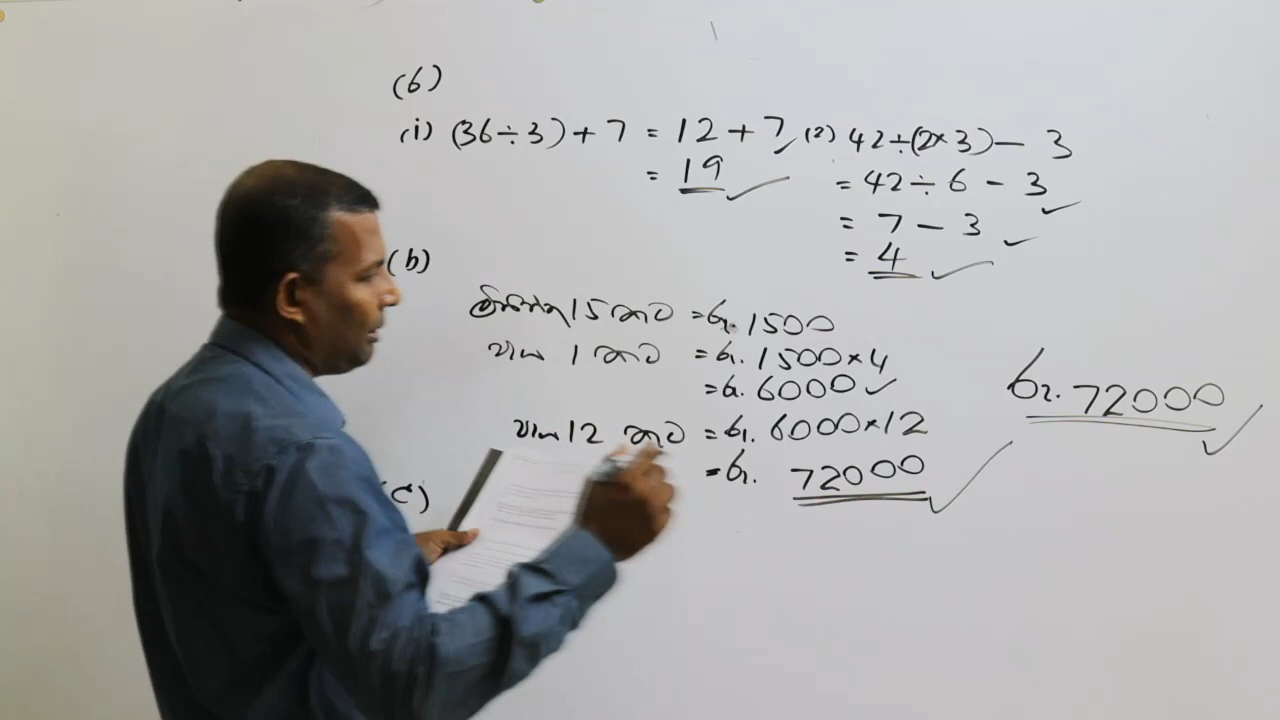 (6)
(i) (36÷3)+7 = 12+7
= 19
(2) 42÷(2×3)-3
= 42÷6-3
= 7-3
= 4
(b)
මිනිත්තු 15 කට = රු. 1500
පැය 1 කට = රු. 1500×4
= රු. 6000
පැය 12 කට = රු. 6000×12
= රු. 72000
රු. 72000
(c)